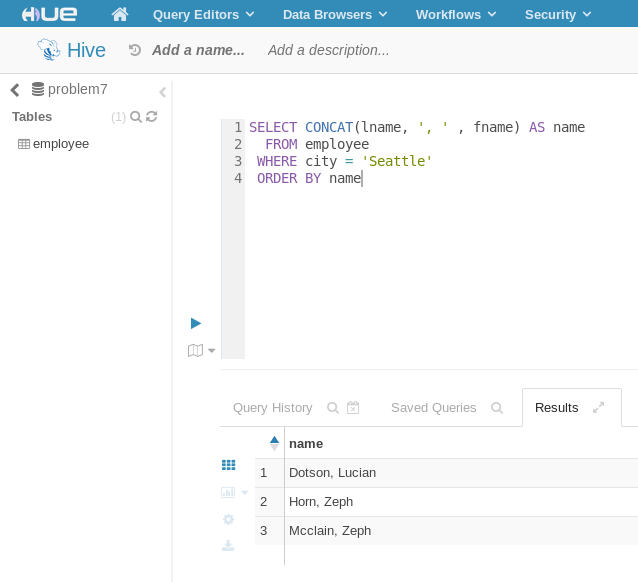 HUE Query Editors Data Browsers Workflows Security
Hive Add a name... Add a description...
problem7
Tables (1)
employee
1 SELECT CONCAT(lname, ', ' , fname) AS name
2 FROM employee
3 WHERE city = 'Seattle'
4 ORDER BY name
Query History Saved Queries Results
name
1 Dotson, Lucian
2 Horn, Zeph
3 Mcclain, Zeph